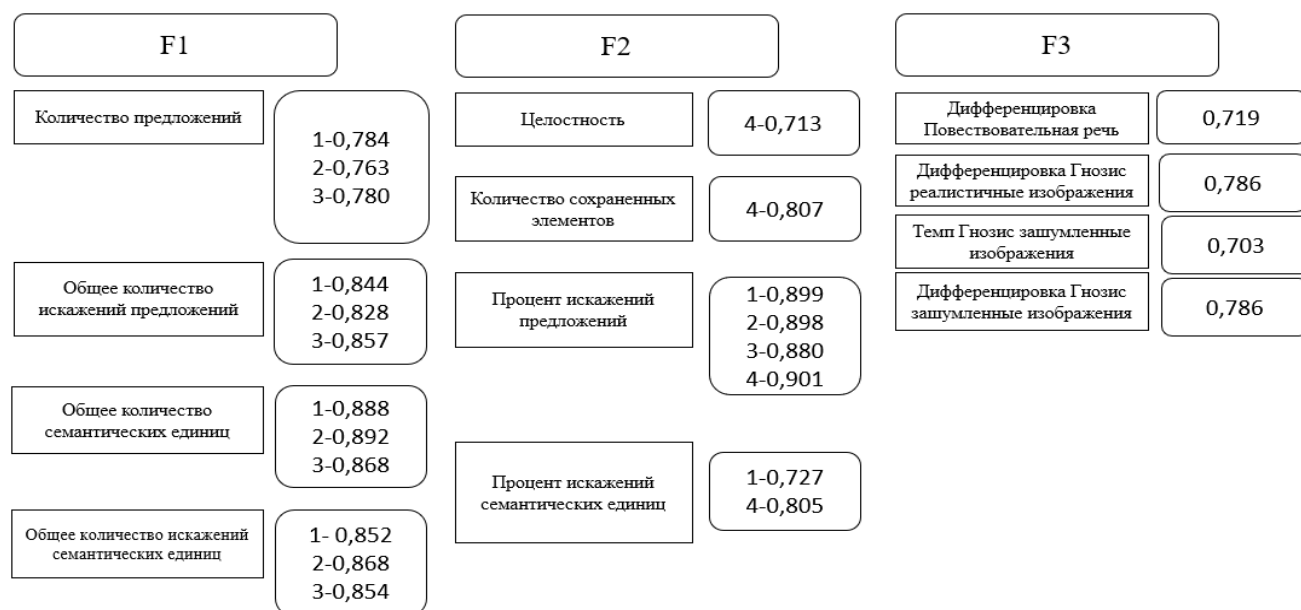 F1
Количество предложений
1-0,784
2-0,763
3-0,780
Общее количество
искажений предложений
1-0,844
2-0,828
3-0,857
Общее количество
семантических единиц
1-0,888
2-0,892
3-0,868
Общее количество искажений
семантических единиц
1- 0,852
2-0,868
3-0,854
F2
Целостность
4-0,713
Количество сохраненных
элементов
4-0,807
Процент искажений
предложений
1-0,899
2-0,898
3-0,880
4-0,901
Процент искажений
семантических единиц
1-0,727
4-0,805
F3
Дифференцировка
Повествовательная речь
0,719
Дифференцировка Гнозис
реалистичные изображения
0,786
Темп Гнозис зашумленные
изображения
0,703
Дифференцировка Гнозис
зашумленные изображения
0,786